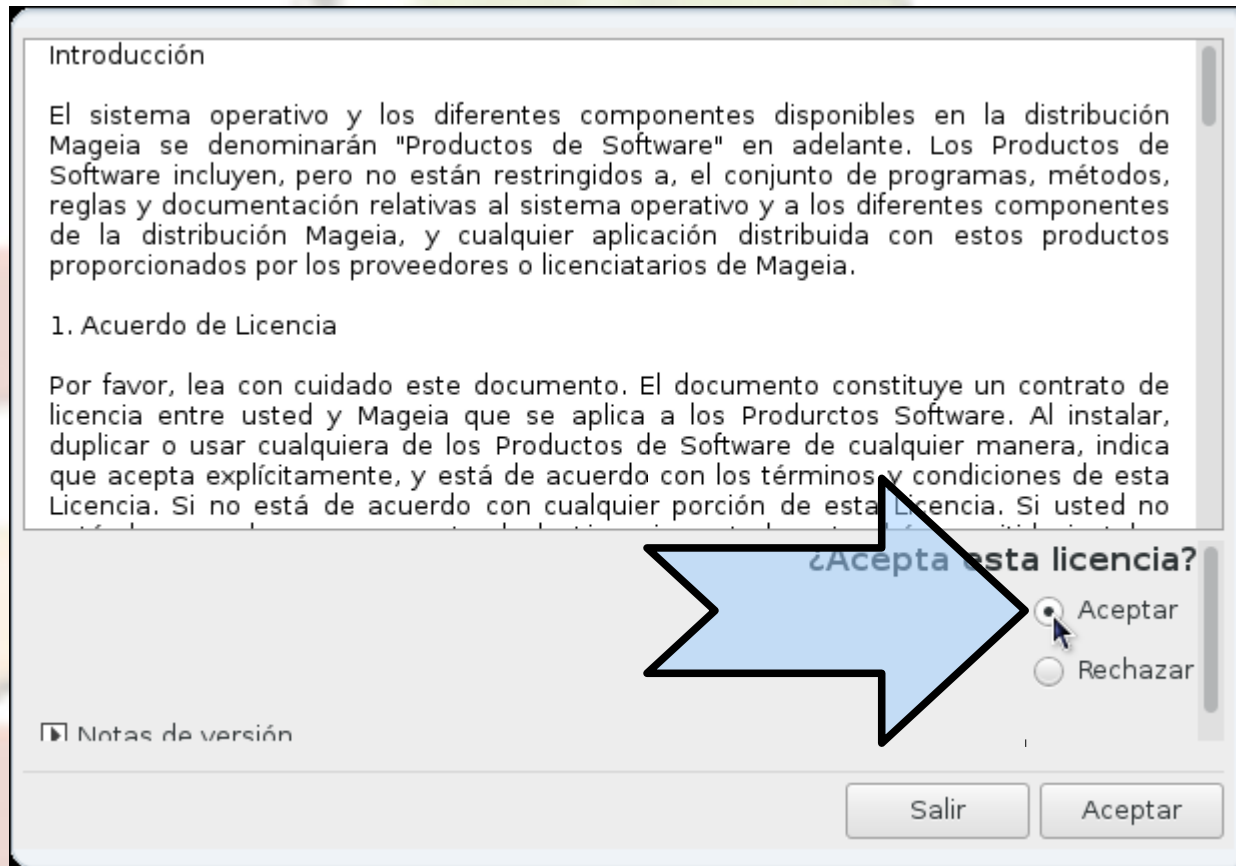 Introducción
El sistema operativo y los diferentes componentes disponibles en la distribución
Mageia se denominarán "Productos de Software" en adelante. Los Productos de
Software incluyen, pero no están restringidos a, el conjunto de programas, métodos,
reglas y documentación relativas al sistema operativo y a los diferentes componentes
de la distribución Mageia, y cualquier aplicación distribuida con estos productos
proporcionados por los proveedores o licenciatarios de Mageia.
1. Acuerdo de Licencia
Por favor, lea con cuidado este documento. El documento constituye un contrato de
licencia entre usted y Mageia que se aplica a los Produrctos Software. Al instalar,
duplicar o usar cualquiera de los Productos de Software de cualquier manera, indica
que acepta explícitamente, y está de acuerdo con los términos y condiciones de esta
Licencia. Si no está de acuerdo con cualquier porción de esta Licencia. Si usted no
¿Acepta esta licencia?
Aceptar
Rechazar
Notas de versión
Salir
Aceptar